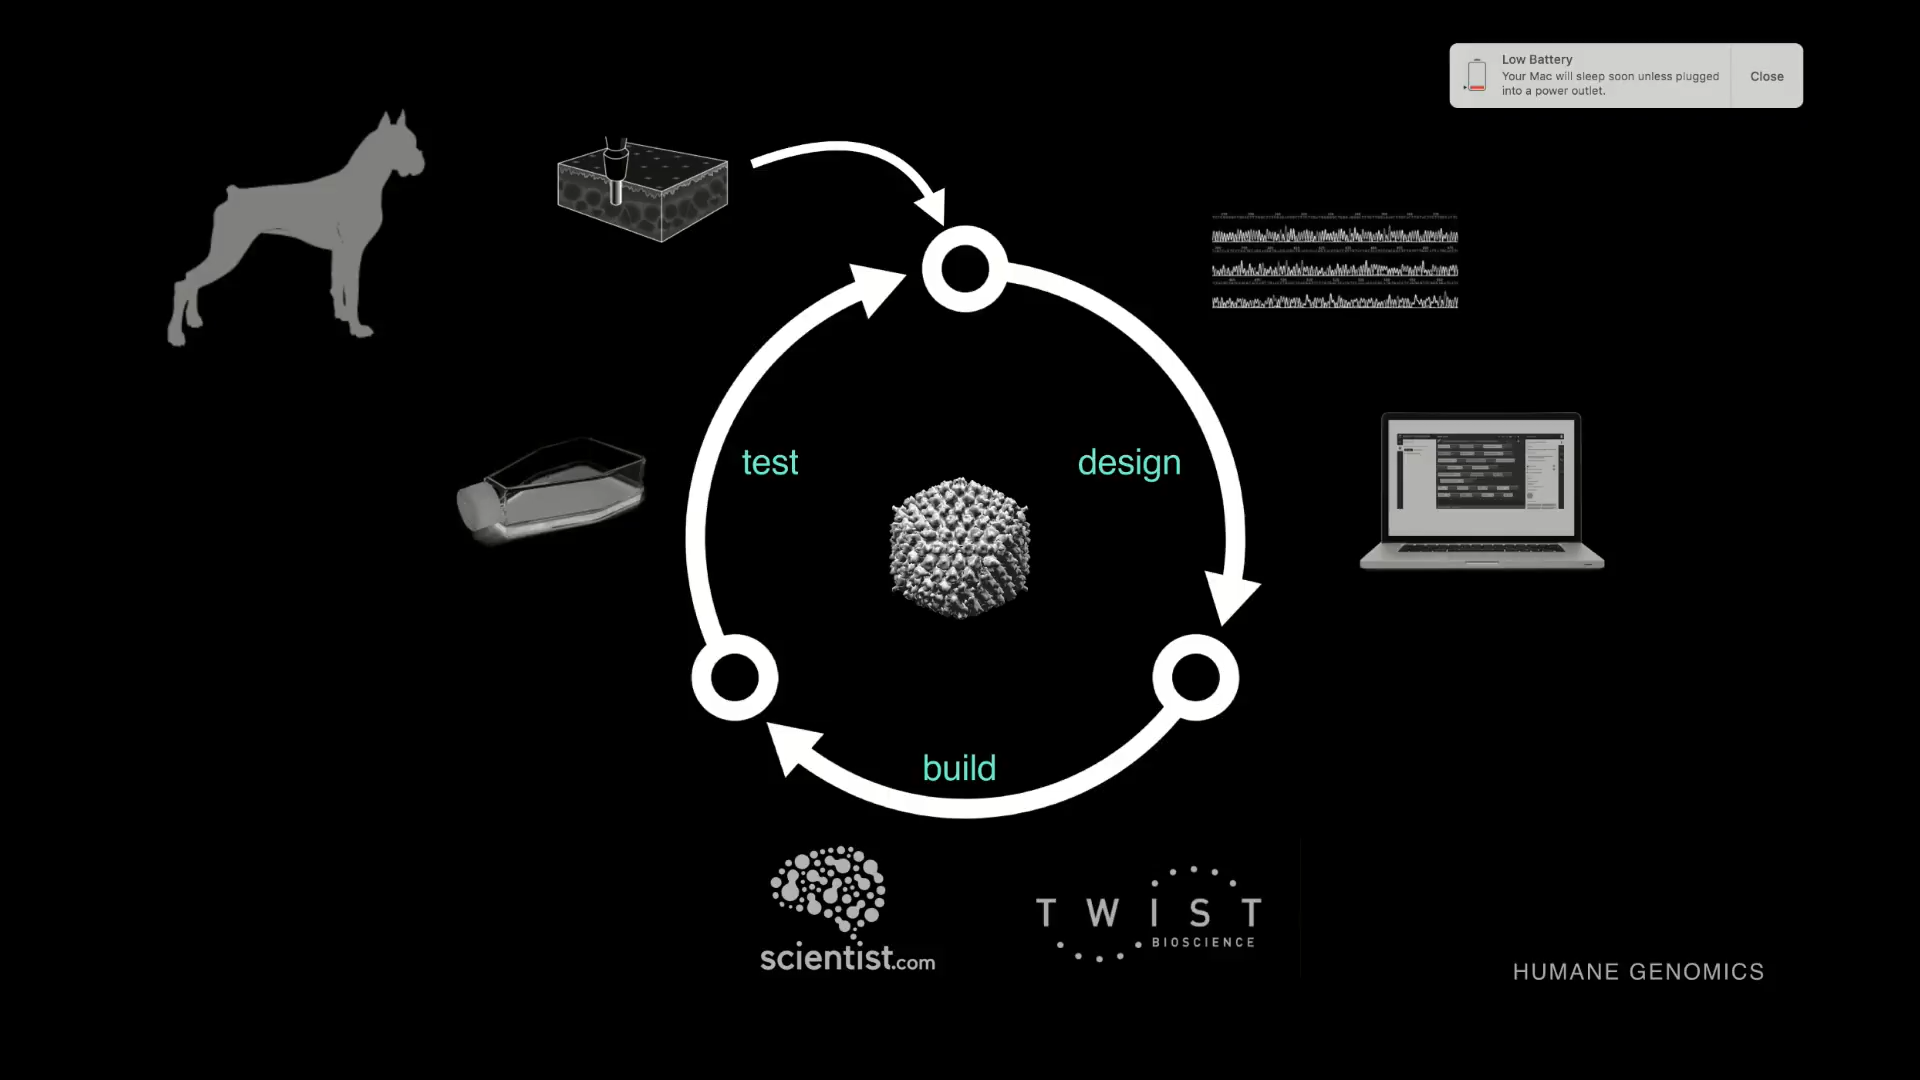 Low Battery
Your Mac will sleep soon unless plugged
into a power outlet.
Close
test
design
build
scientist.com
TWIST
BIOSCIENCE
HUMANE GENOMICS